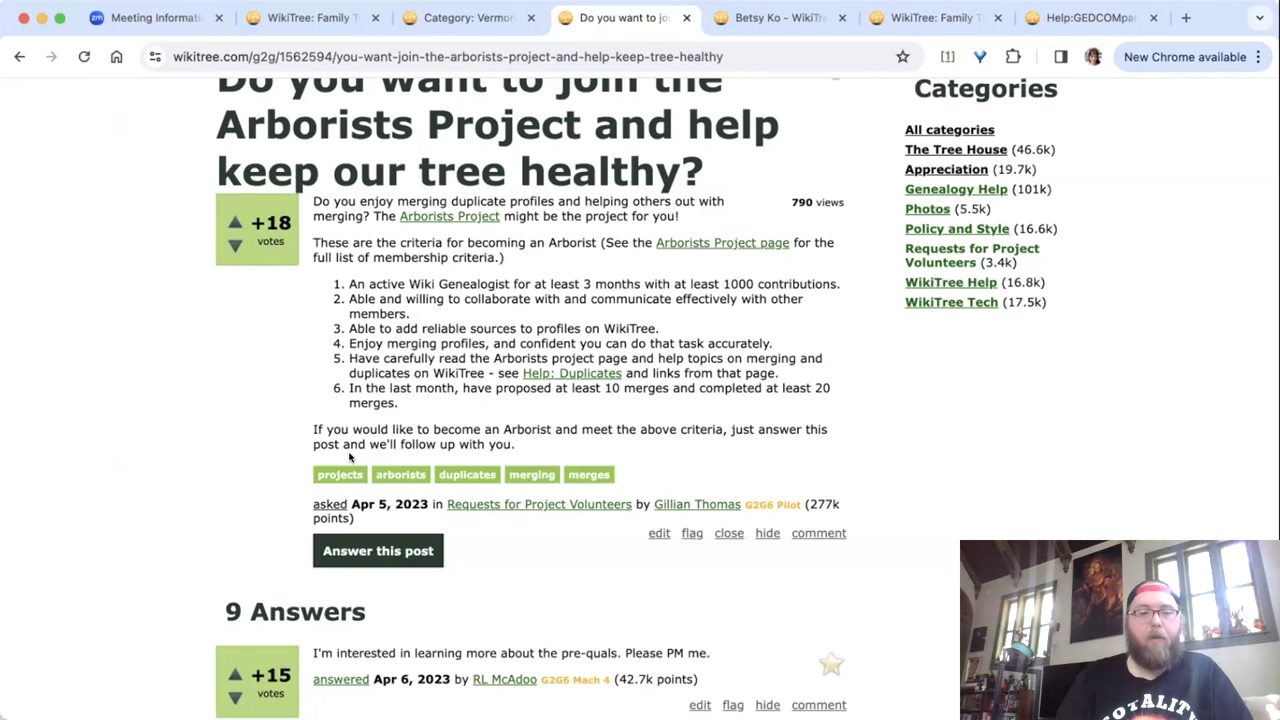 Meeting Informati
WikiTree: Family T
Category: Vermon
Do you want to jo
Betsy Ko - WikiTre
WikiTree: Family T
Help:GEDCOMpa
wikitree.com/g2g/1562594/you-want-join-the-arborists-project-and-help-keep-tree-healthy
[1]
New Chrome available
Do you want to join the
Arborists Project and help
keep our tree healthy?
+18
votes
Do you enjoy merging duplicate profiles and helping others out with
merging? The Arborists Project might be the project for you!
790 views
These are the criteria for becoming an Arborist (See the Arborists Project page for the
full list of membership criteria.)
1. An active Wiki Genealogist for at least 3 months with at least 1000 contributions.
2. Able and willing to collaborate with and communicate effectively with other
members.
3. Able to add reliable sources to profiles on WikiTree.
4. Enjoy merging profiles, and confident you can do that task accurately.
5. Have carefully read the Arborists project page and help topics on merging and
duplicates on WikiTree - see Help: Duplicates and links from that page.
6. In the last month, have proposed at least 10 merges and completed at least 20
merges.
If you would like to become an Arborist and meet the above criteria, just answer this
post and we'll follow up with you.
projects arborists duplicates merging merges
asked Apr 5, 2023 in Requests for Project Volunteers by Gillian Thomas G2G6 Pilot (277k
points)
edit flag close hide comment
Answer this post
9 Answers
+15
votes
I'm interested in learning more about the pre-quals. Please PM me.
answered Apr 6, 2023 by RL McAdoo G2G6 Mach 4 (42.7k points)
edit flag hide comment
Categories
All categories
The Tree House (46.6k)
Appreciation (19.7k)
Genealogy Help (101k)
Photos (5.5k)
Policy and Style (16.6k)
Requests for Project
Volunteers (3.4k)
WikiTree Help (16.8k)
WikiTree Tech (17.5k)
TOTALITY